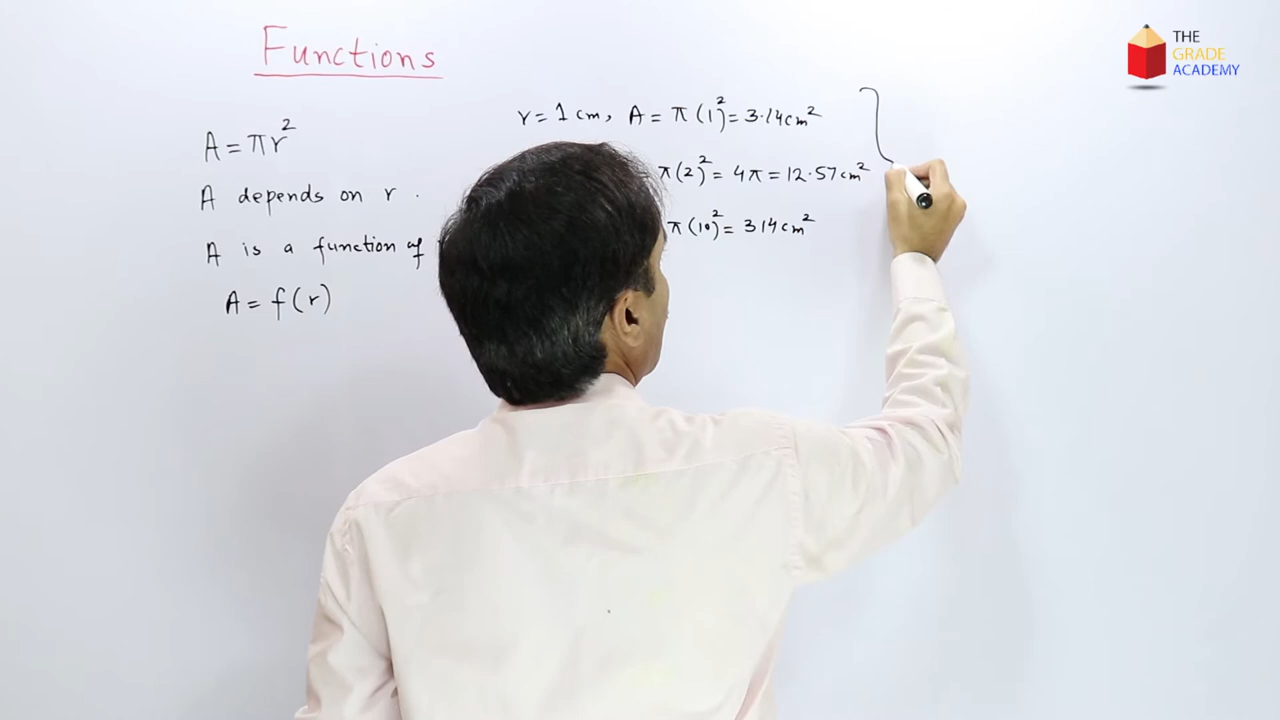 Functions
A = πr²
A depends on r.
A is a function of
A = f(r)
r = 1 cm, A = π(1)² = 3.14 cm²
π(2)² = 4π = 12.57 cm²
π(10)² = 314 cm²
THE
GRADE
ACADEMY